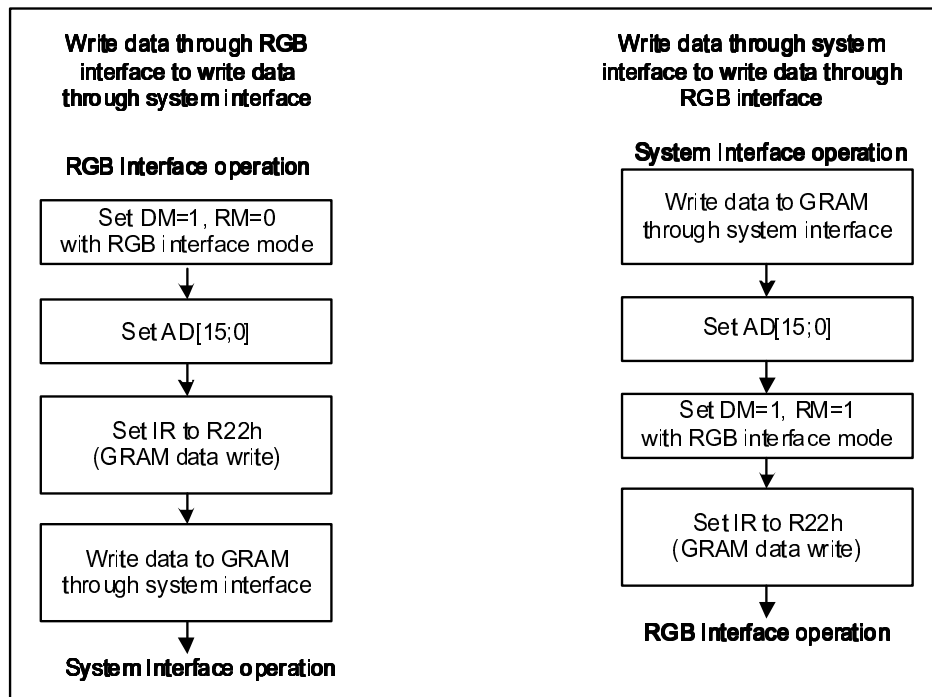 Write data through RGB
interface to write data
through system interface
RGB Interface operation
Set DM=1, RM=0
with RGB interface mode
Set AD[15;0]
Set IR to R22h
(GRAM data write)
Write data to GRAM
through system interface
System Interface operation
Write data through system
interface to write data through
RGB interface
System Interface operation
Write data to GRAM
through system interface
Set AD[15;0]
Set DM=1, RM=1
with RGB interface mode
Set IR to R22h
(GRAM data write)
RGB Interface operation